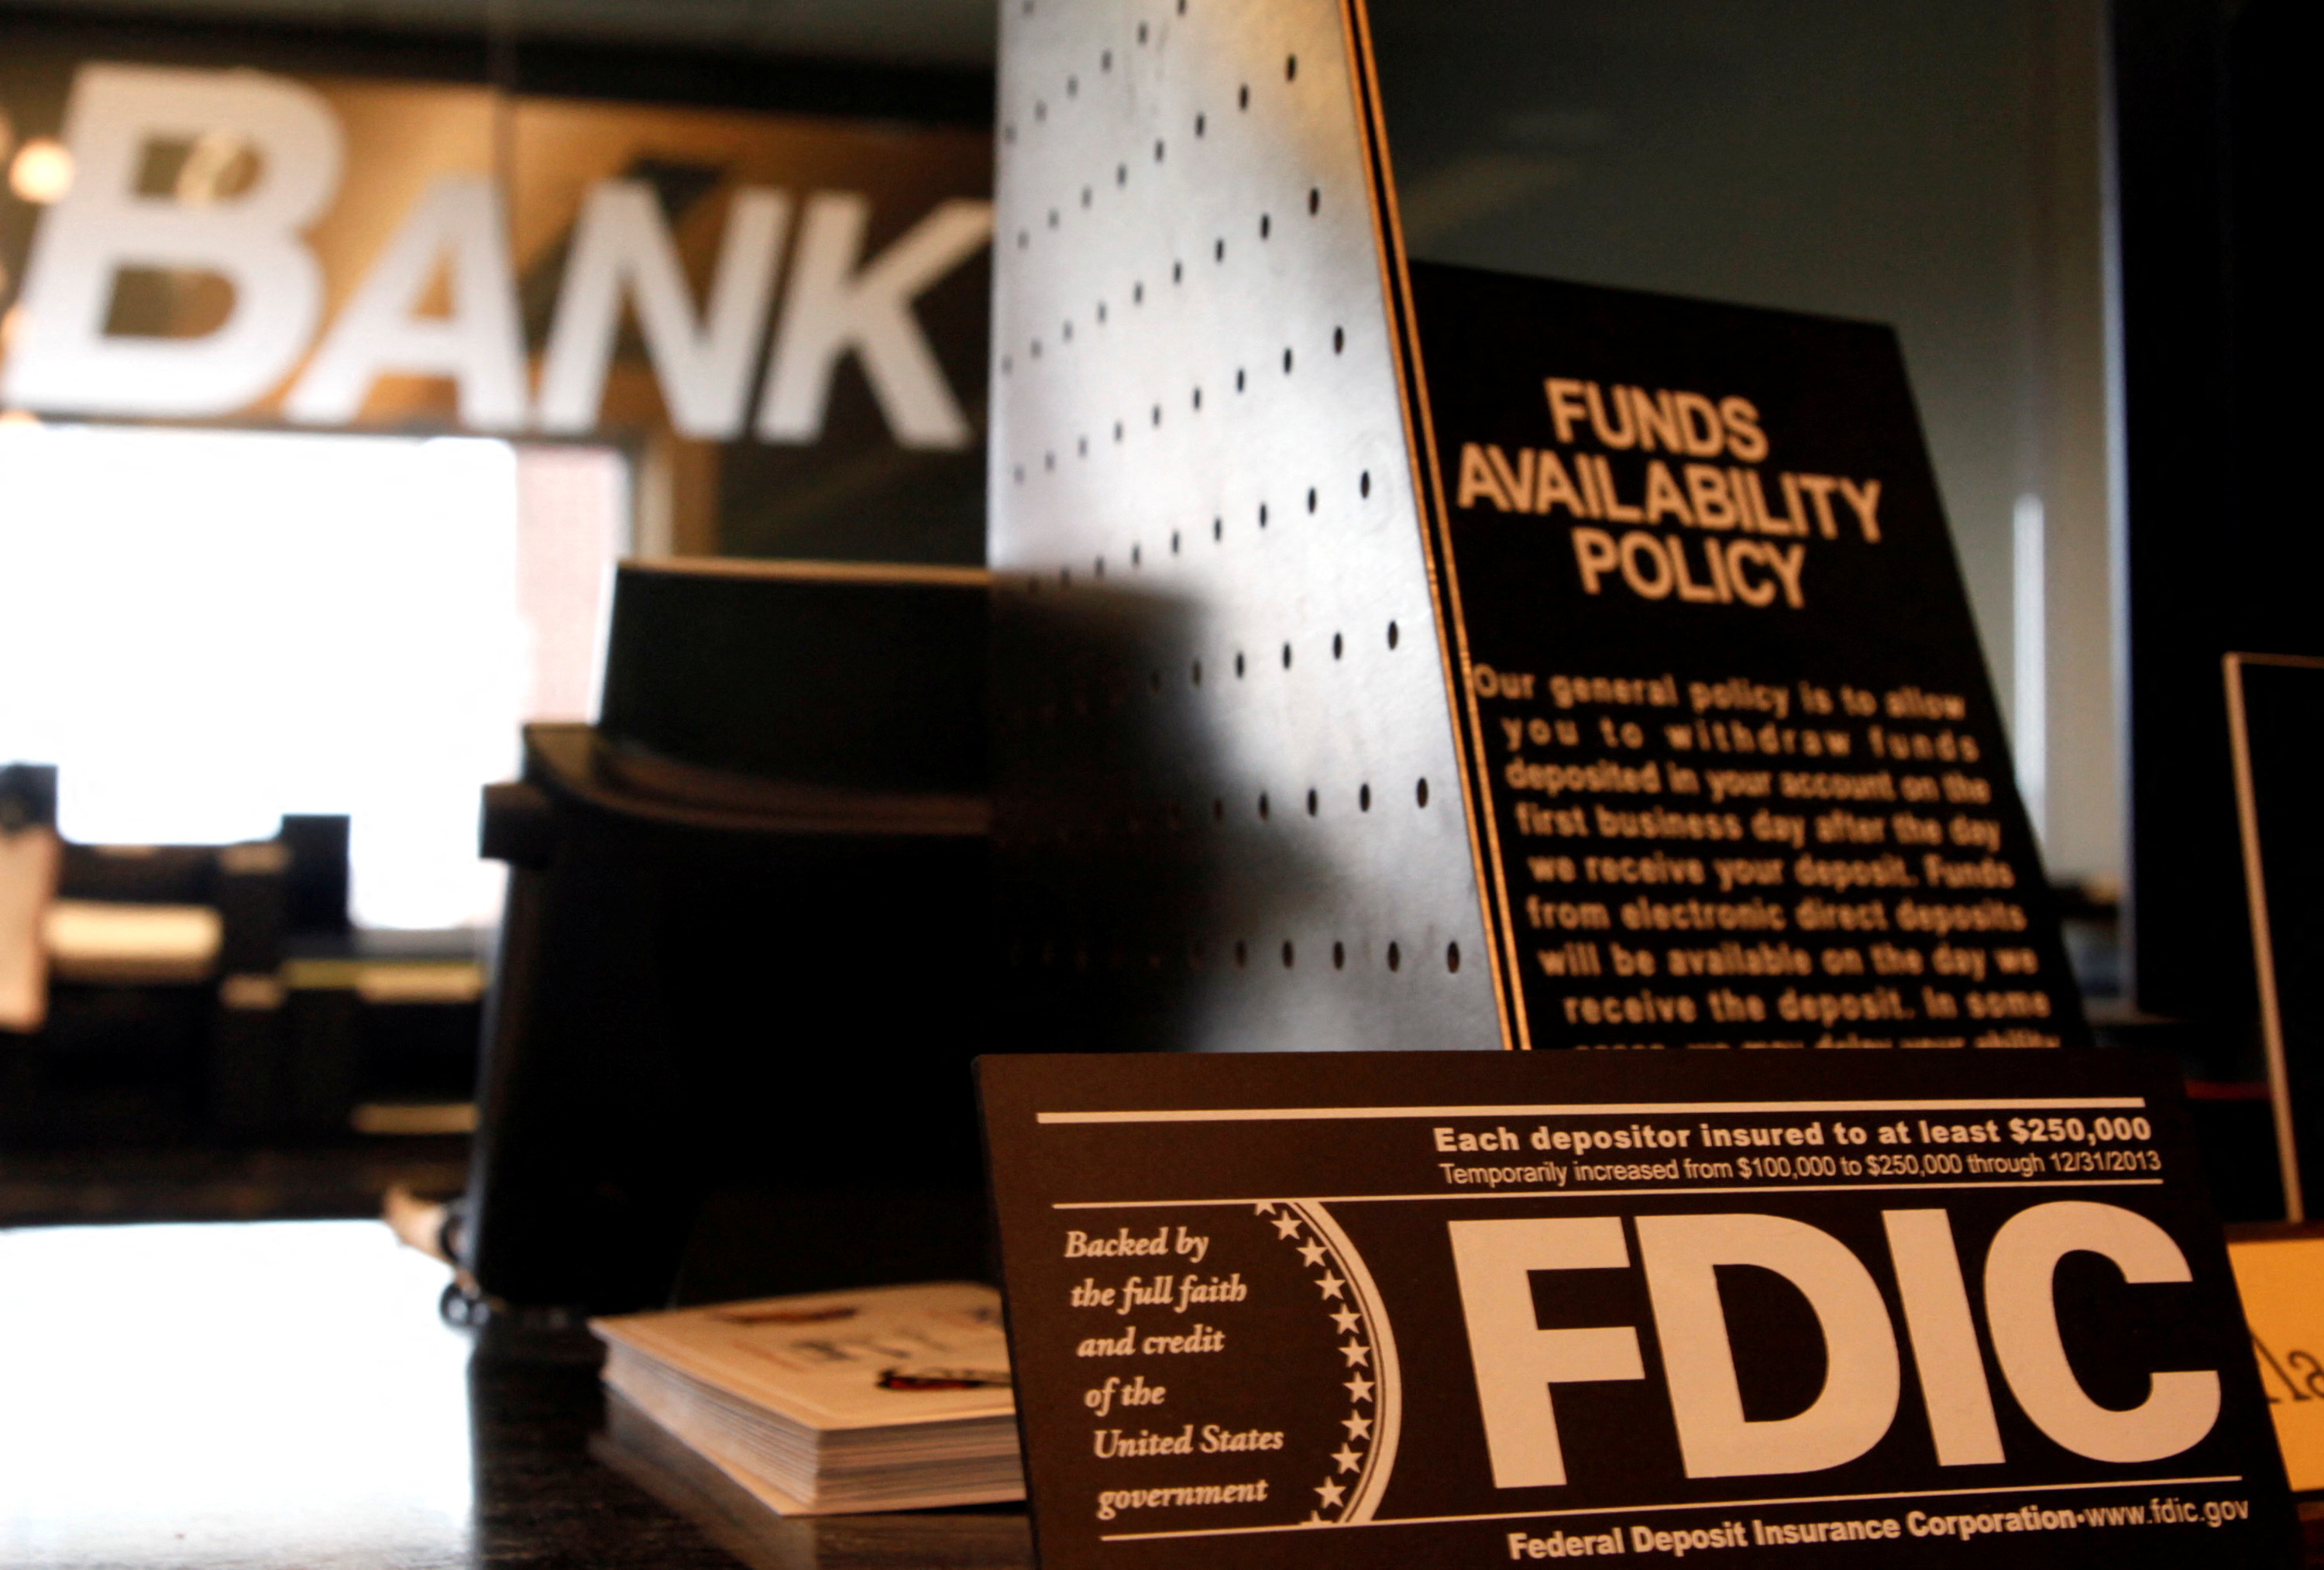 BANK
FUNDS
AVAILABILITY
POLICY
Our general policy is to allow
you to withdraw funds
deposited in your account on the
first business day after the day
we receive your deposit. Funds
from electronic direct deposits
will be available on the day we
receive the deposit. In some
may delay your ability
Each depositor insured to at least $250,000
Temporarily increased from $100,000 to $250,000 through 12/31/2013
Backed by
the full faith
and credit
of the
United States
government
FDIC
Federal Deposit Insurance Corporation•www.fdic.gov